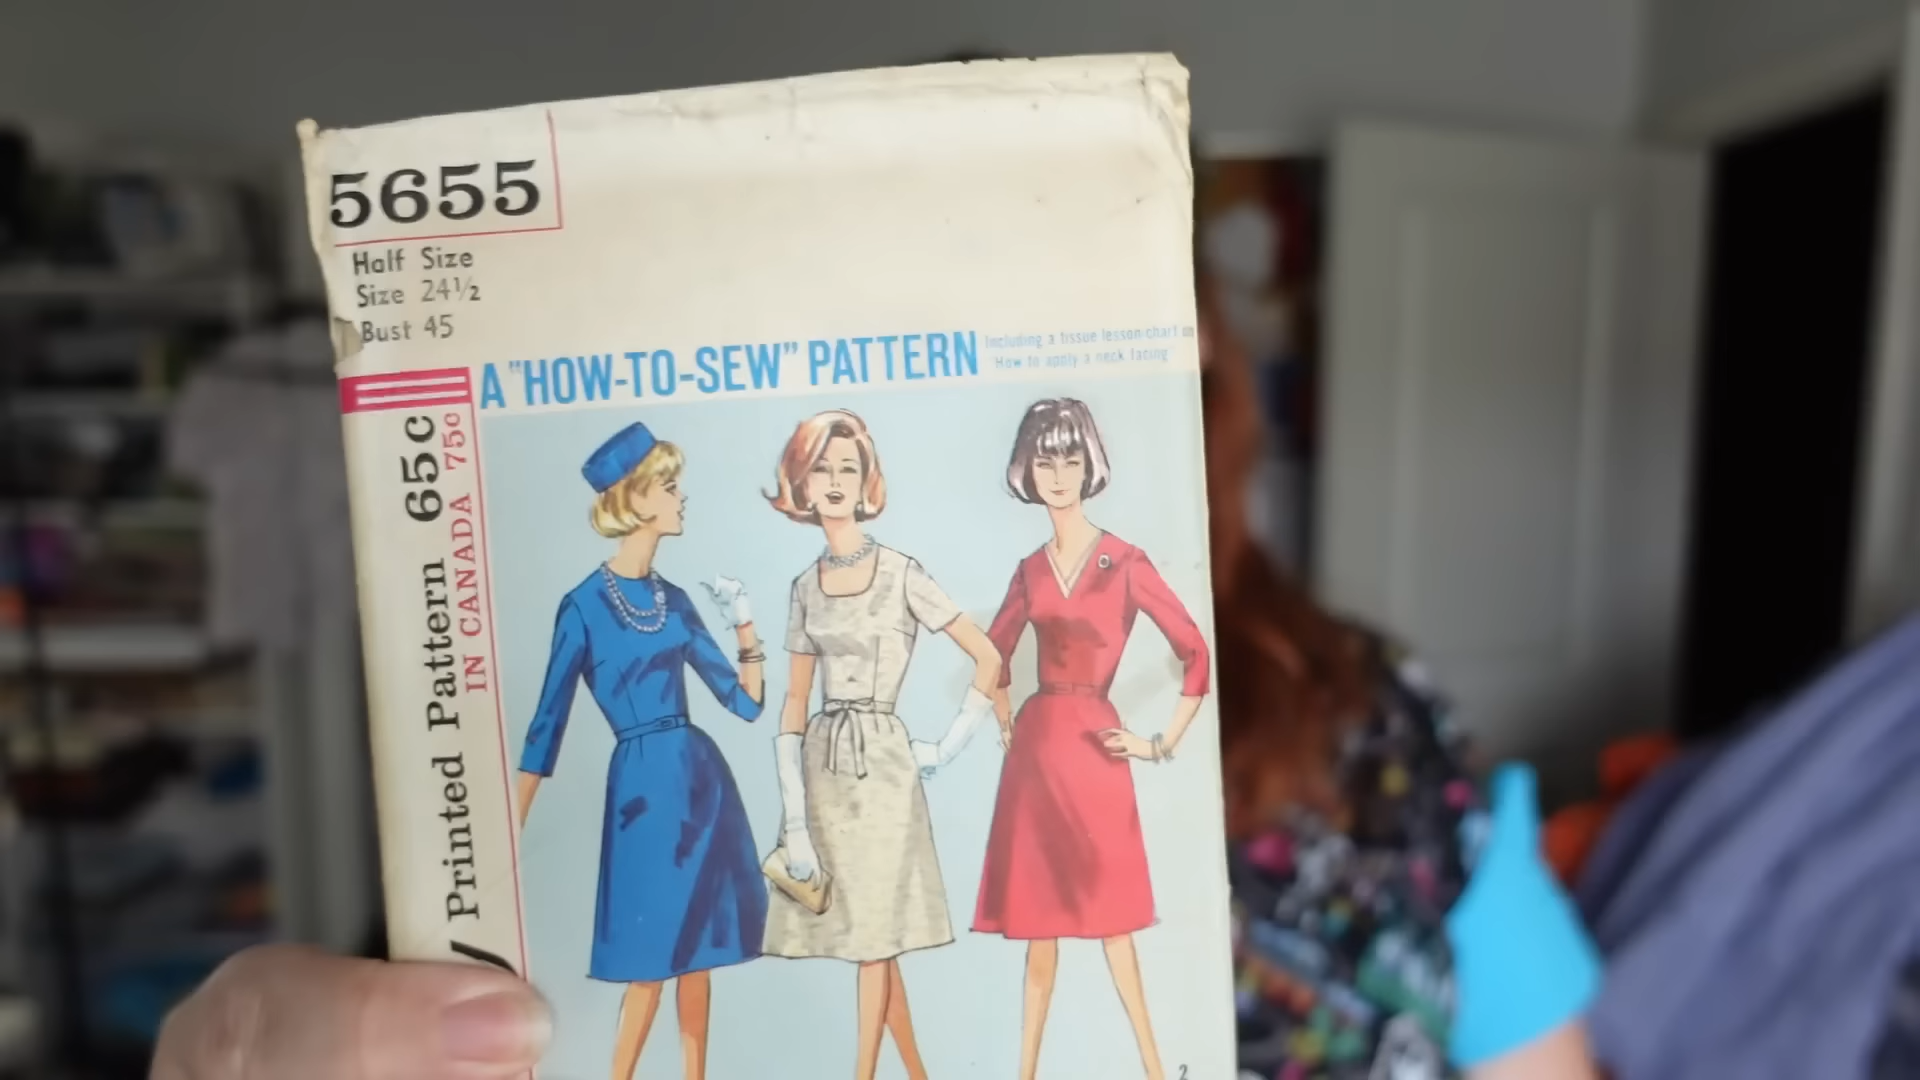 5655
Half Size
Size 24½
Bust 45
A "HOW-TO-SEW" PATTERN
Including a tissue lesson chart on
"How to apply a neck facing
Printed Pattern 65c
IN CANADA 75c
2